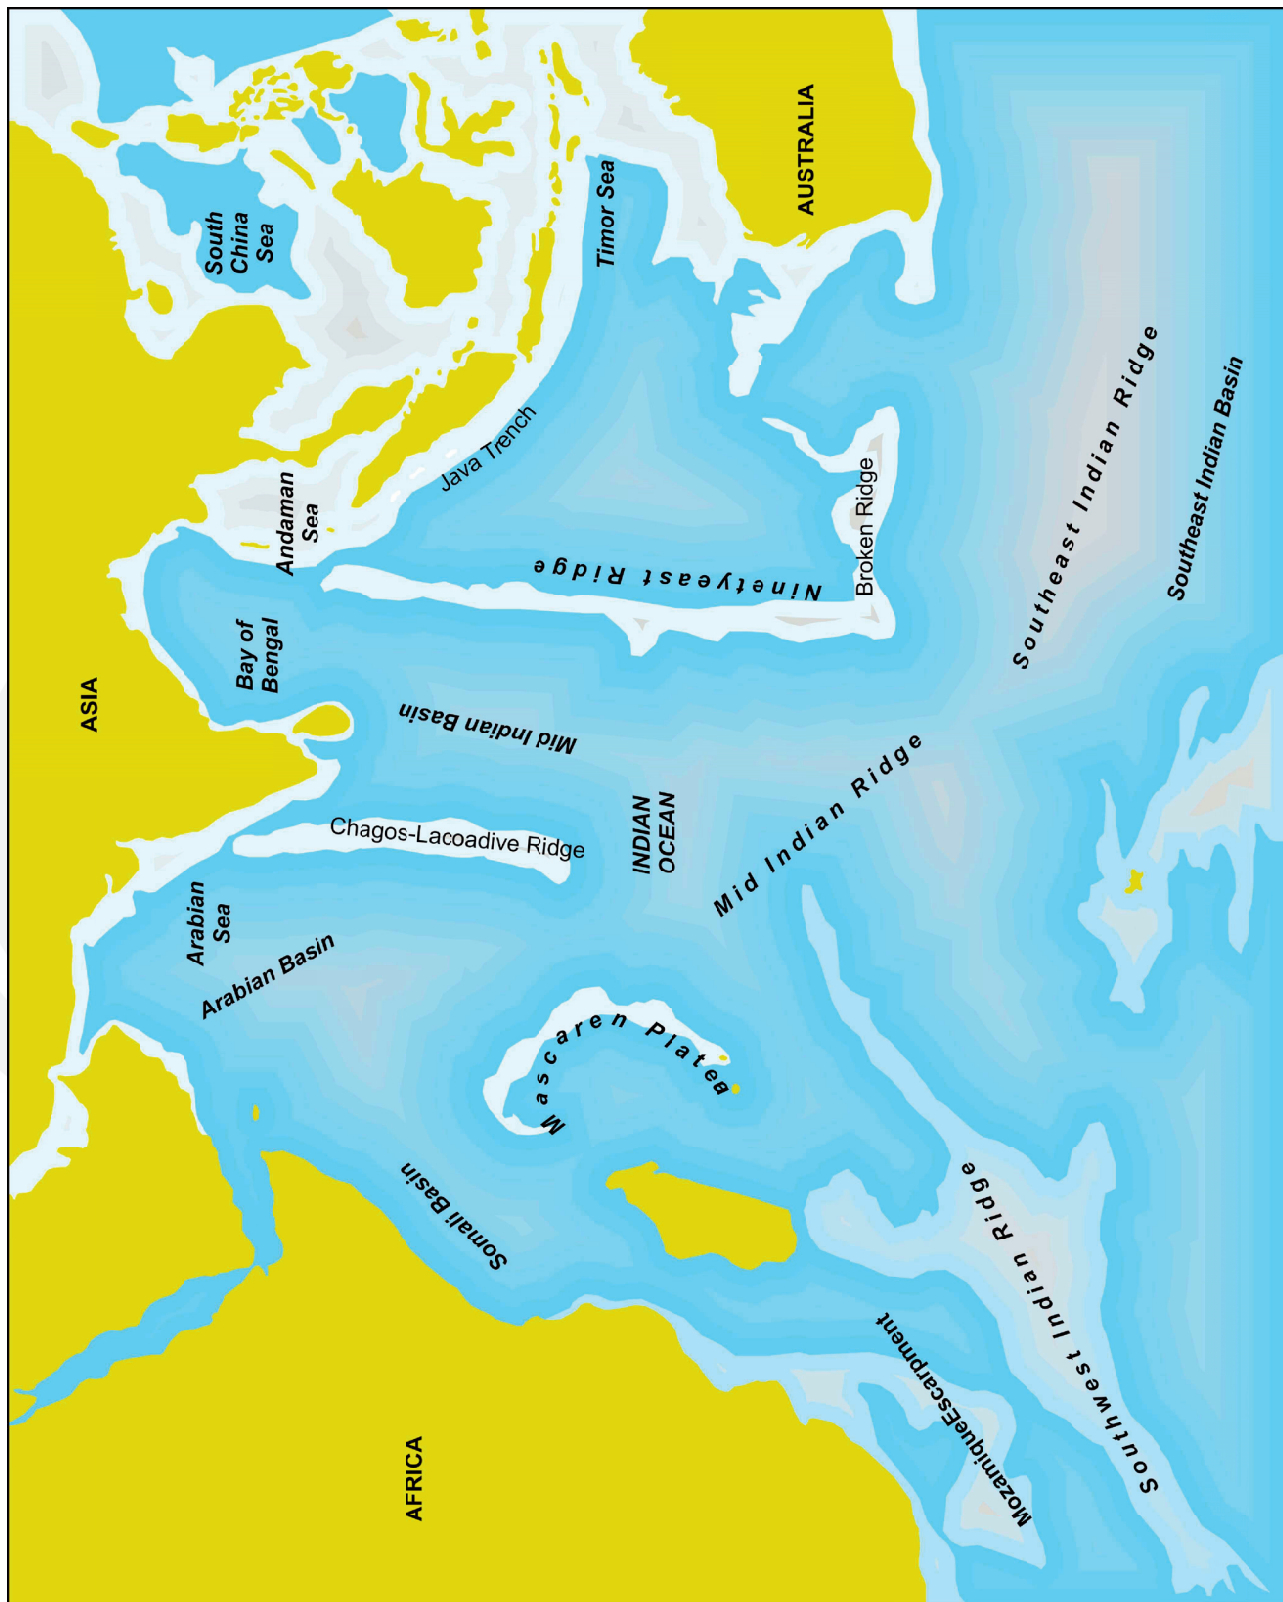 ASIA
AFRICA
AUSTRALIA
South
China
Sea
Timor Sea
Java Trench
Andaman
Sea
Bay of
Bengal
Ninetyeast Ridge
Broken Ridge
Southeast Indian Ridge
Southeast Indian Basin
Mid Indian Basin
INDIAN
OCEAN
Mid Indian Ridge
Chagos-Lacoadive Ridge
Arabian
Sea
Arabian Basin
Mascaren Platea
Somali Basin
Southwest Indian Ridge
MozamiqueEscarpment